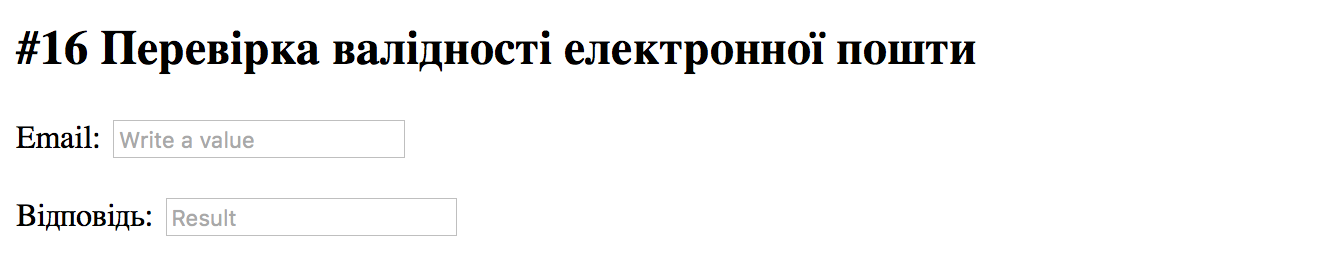 #16 Перевірка валідності електронної пошти
Email: Write a value
Відповідь: Result